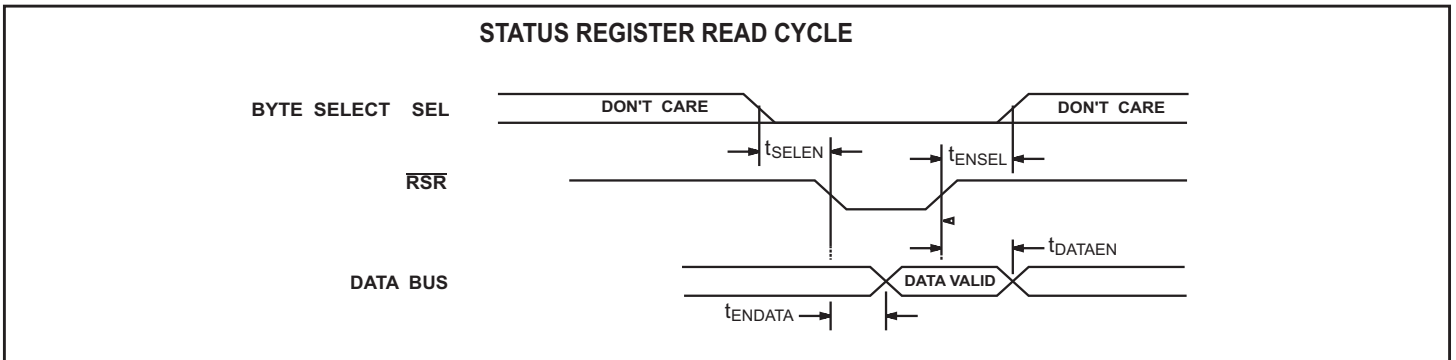 STATUS REGISTER READ CYCLE
BYTE SELECT SEL DON'T CARE DON'T CARE
tSELEN tENSEL
RSR
tDATAEN
DATA BUS DATA VALID
tENDATA